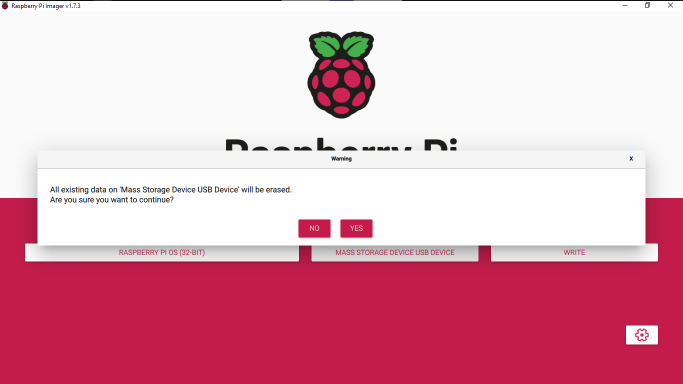 Raspberry Pi Imager v1.7.3
Raspberry Pi
Warning
X
All existing data on 'Mass Storage Device USB Device' will be erased.
Are you sure you want to continue?
NO
YES
RASPBERRY PI OS (32-BIT)
MASS STORAGE DEVICE USB DEVICE
WRITE